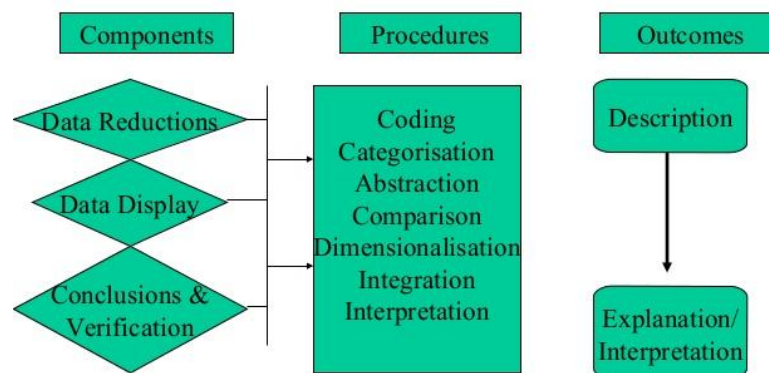 Components
Procedures
Outcomes
Data Reductions
Data Display
Conclusions &
Verification
Coding
Categorisation
Abstraction
Comparison
Dimensionalisation
Integration
Interpretation
Description
Explanation/
Interpretation